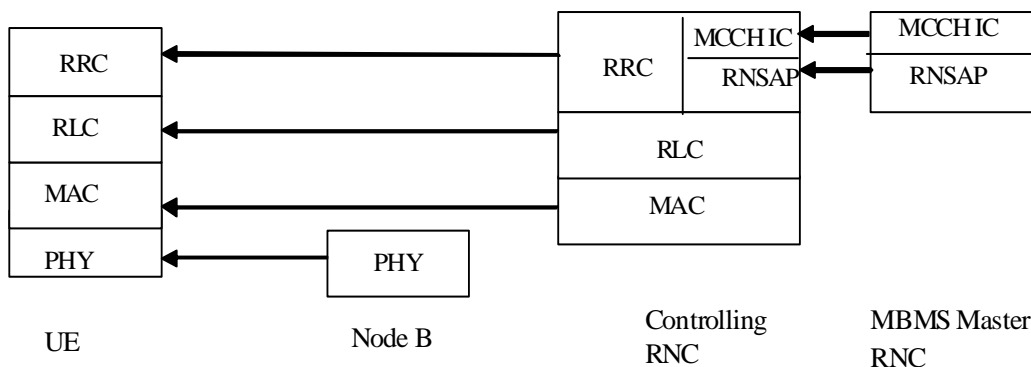 RRC
RLC
MAC
PHY
UE
PHY
Node B
RRC
MCCH IC
RNSAP
RLC
MAC
Controlling
RNC
MCCH IC
RNSAP
MBMS Master
RNC